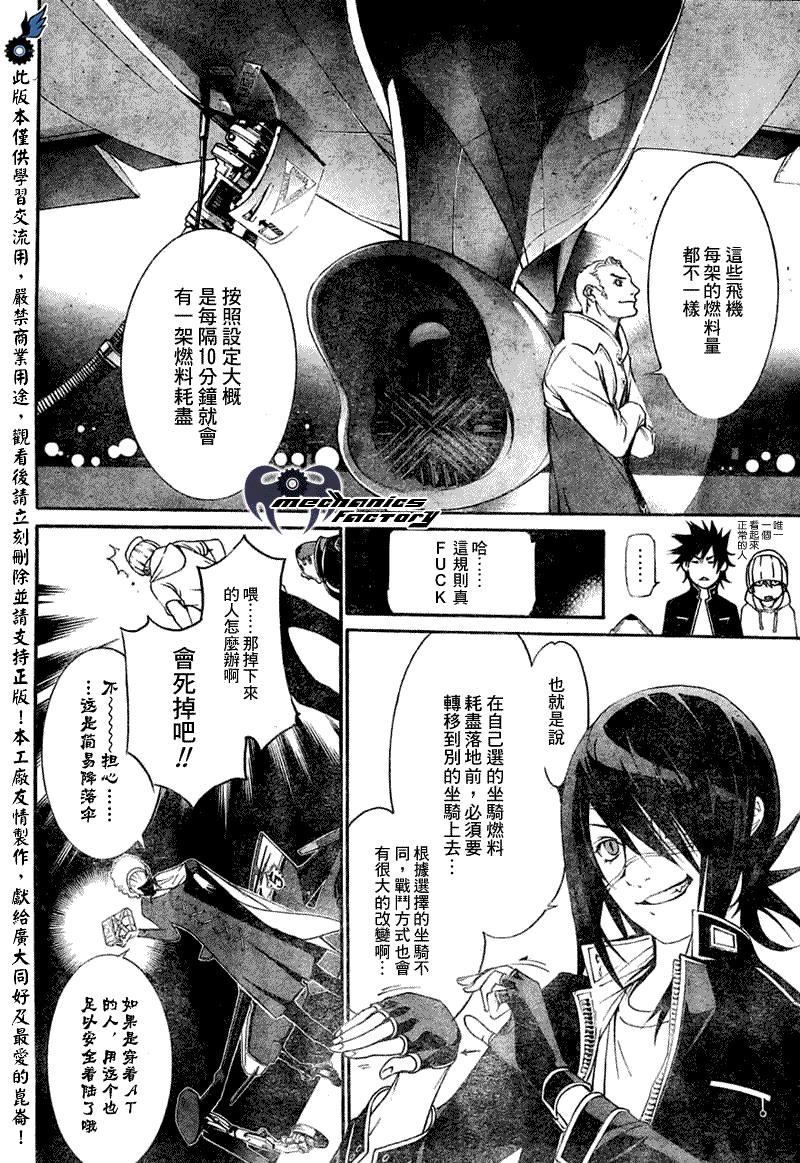 這些飛機
每架的燃料量
都不一樣
按照設定大概
是每隔10分鐘就會
有一架燃料耗盡
mechanics
factory
唯一
一個
看起來
正常的人
…
哈……
這規則真
FUCK
也就是說
在自己選的坐騎燃料
耗盡落地前，必須要
轉移到別的坐騎上去…
根據選擇的坐騎不
同，戰鬥方式也會
有很大的改變啊…
喂……那掉下來
的人怎麼辦啊
會死掉吧!!
不~~~~担心……
…这是简易降落伞
如果是穿着AT
的人，用这个也
足以安全着陆了哦
此版本僅供學習交流用，嚴禁商業用途，觀看後請立刻刪除並請支持正版！本工廠友情製作，獻給廣大同好及最愛的崑崙！